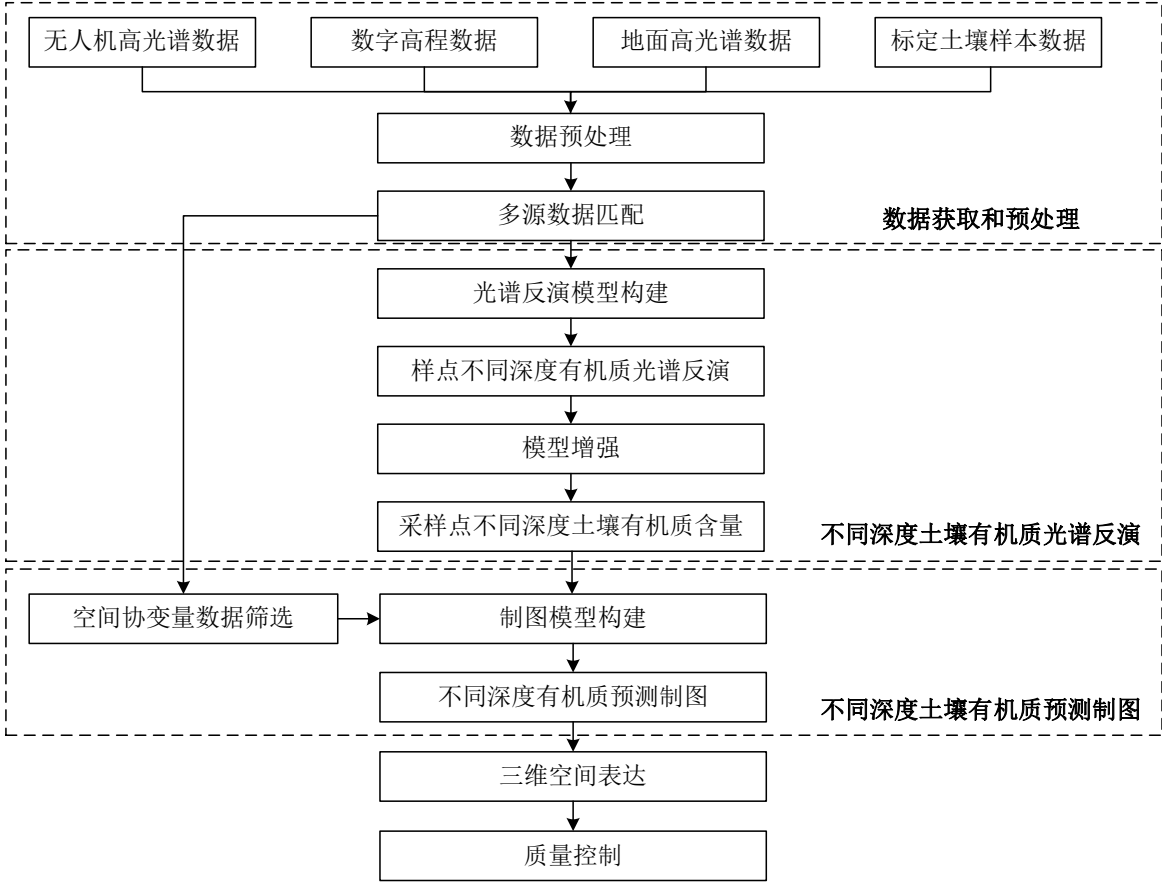 无人机高光谱数据
数字高程数据
地面高光谱数据
标定土壤样本数据
数据预处理
多源数据匹配
数据获取和预处理
光谱反演模型构建
样点不同深度有机质光谱反演
模型增强
采样点不同深度土壤有机质含量
不同深度土壤有机质光谱反演
空间协变量数据筛选
制图模型构建
不同深度有机质预测制图
不同深度土壤有机质预测制图
三维空间表达
质量控制